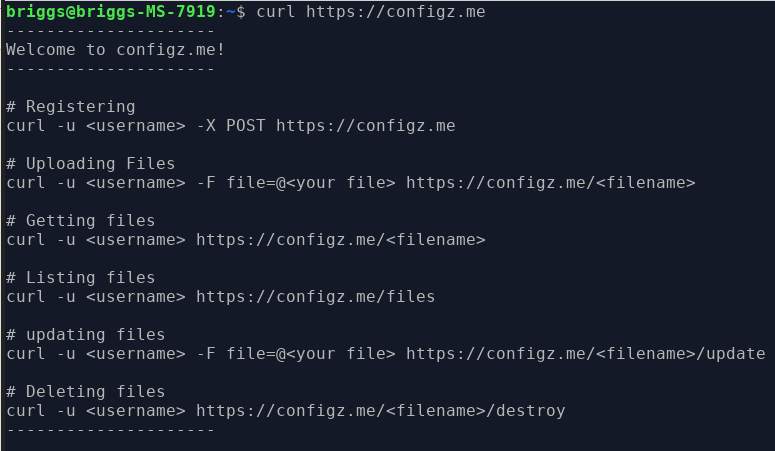 briggs@briggs-MS-7919:~$ curl https://configz.me
---------------------
Welcome to configz.me!
---------------------
# Registering
curl -u <username> -X POST https://configz.me
# Uploading Files
curl -u <username> -F file=@<your file> https://configz.me/<filename>
# Getting files
curl -u <username> https://configz.me/<filename>
# Listing files
curl -u <username> https://configz.me/files
# updating files
curl -u <username> -F file=@<your file> https://configz.me/<filename>/update
# Deleting files
curl -u <username> https://configz.me/<filename>/destroy
---------------------